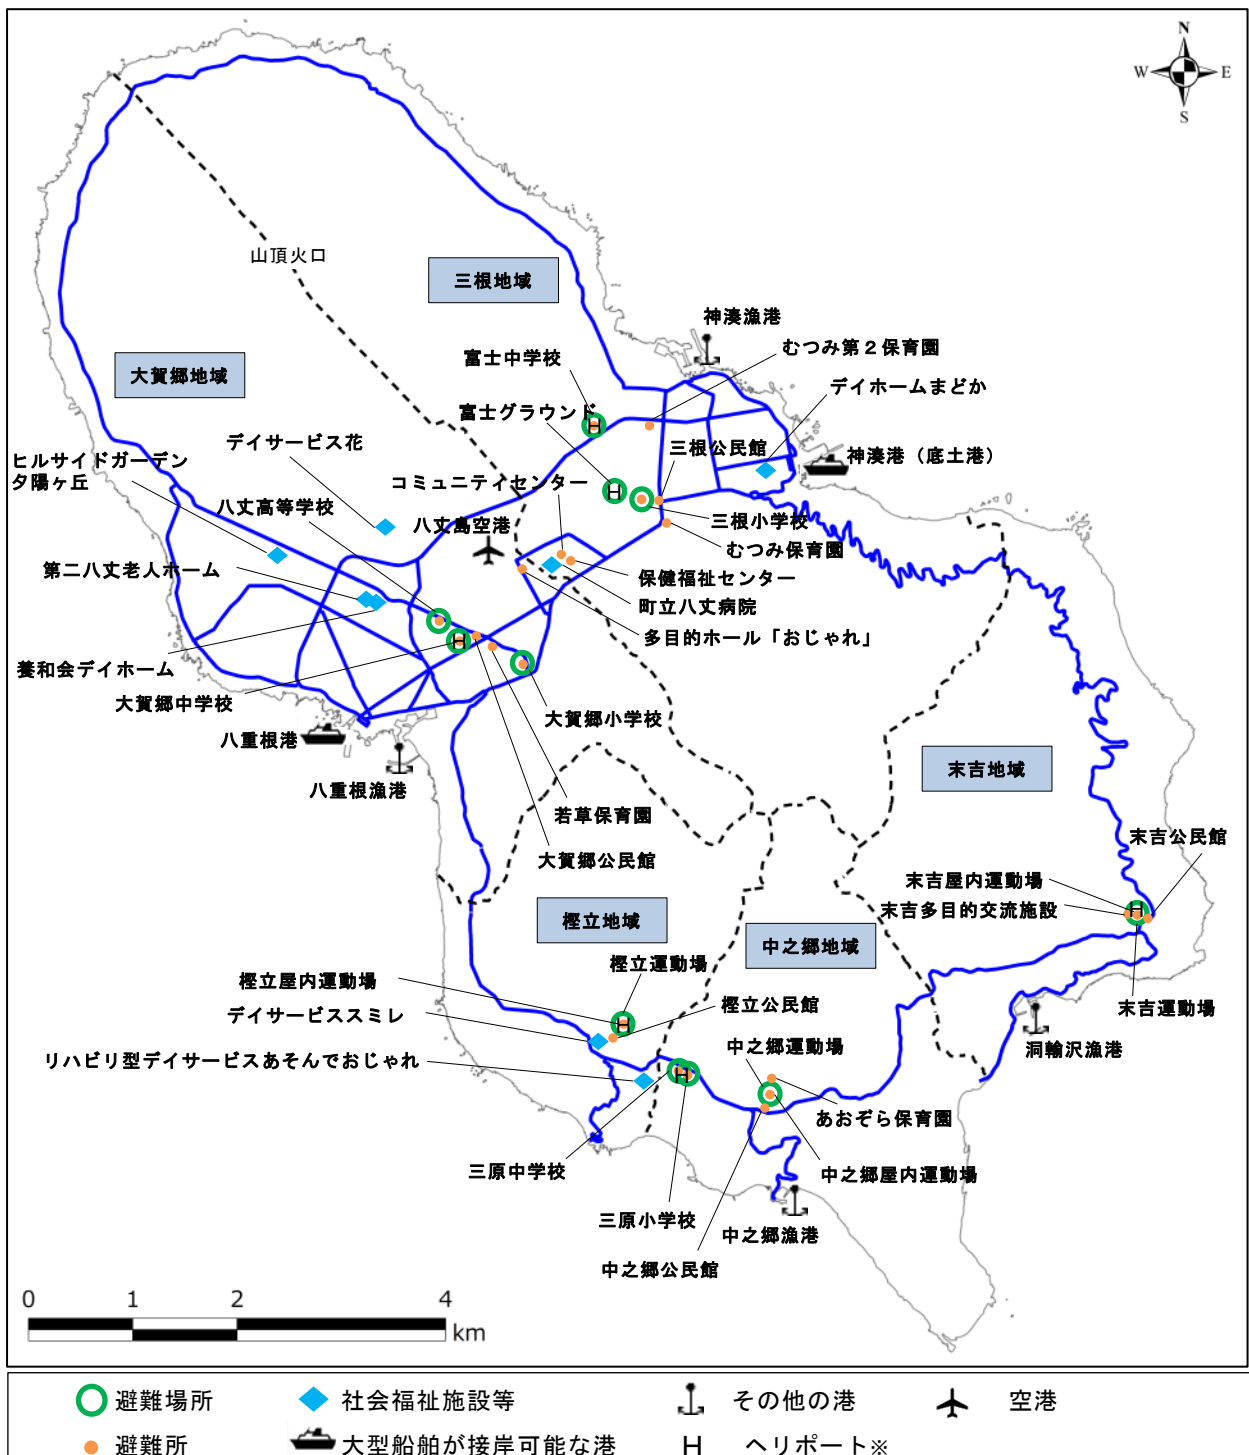 N
W E
S
山頂火口
三根地域
神湊漁港
富士中学校
むつみ第2保育園
大賀郷地域
デイホームまどか
富士グラウンド
デイサービス花
三根公民館
ヒルサイドガーデン
夕陽ヶ丘
神湊港(底土港)
コミュニテイセンター
八丈高等学校
八丈島空港
三根小学校
むつみ保育園
第二八丈老人ホーム
保健福祉センター
町立八丈病院
多目的ホール「おじゃれ」
養和会デイホーム
大賀郷中学校
大賀郷小学校
八重根港
末吉地域
八重根漁港
若草保育園
末吉公民館
大賀郷公民館
末吉屋内運動場
末吉多目的交流施設
樫立地域
中之郷地域
樫立運動場
樫立屋内運動場
樫立公民館
末吉運動場
デイサービススミレ
洞輪沢漁港
中之郷運動場
リハビリ型デイサービスあそんでおじゃれ
あおぞら保育園
三原中学校
中之郷屋内運動場
三原小学校
中之郷漁港
中之郷公民館
0 1 2 4
km
避難場所 社会福祉施設等 その他の港 空港
避難所 大型船舶が接岸可能な港 H ヘリポート※